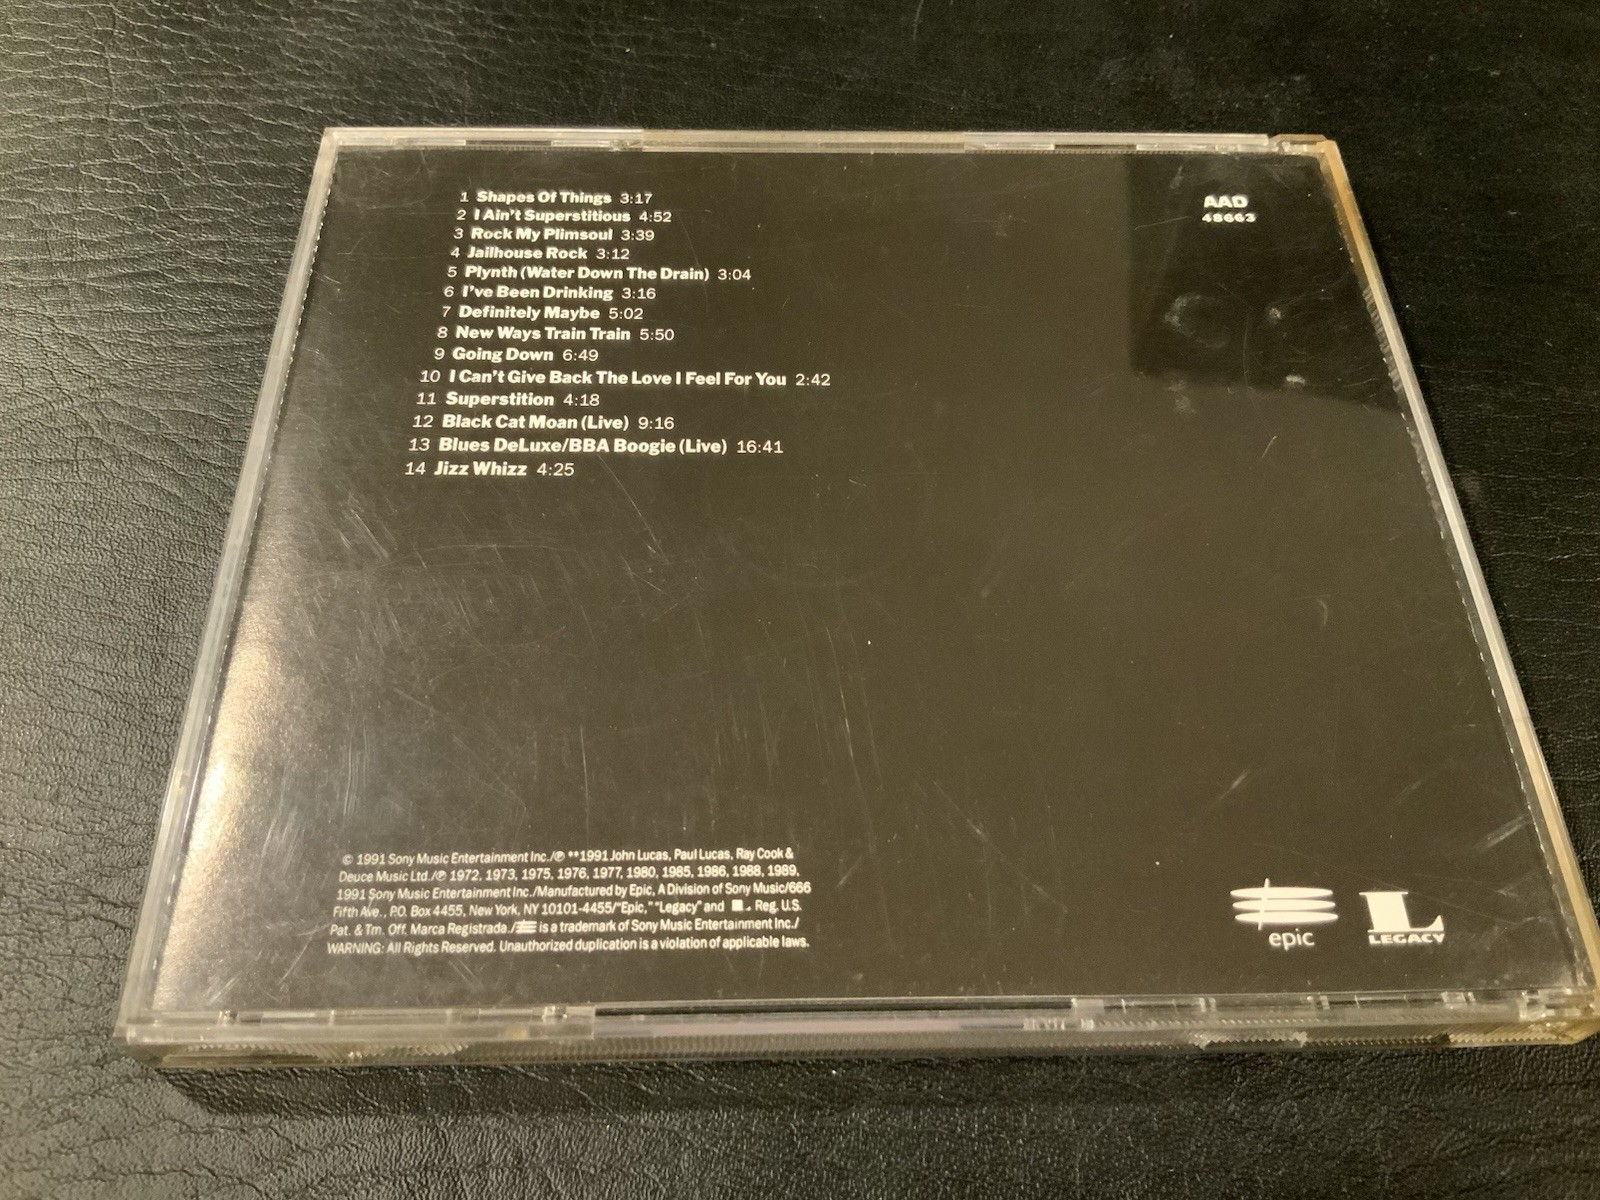 1 Shapes Of Things 3:17
2 I Ain't Superstitious 4:52
3 Rock My Plimsoul 3:39
4 Jailhouse Rock 3:12
5 Plynth (Water Down The Drain) 3:04
6 I've Been Drinking 3:16
7 Definitely Maybe 5:02
8 New Ways Train Train 5:50
9 Going Down 6:49
10 I Can't Give Back The Love I Feel For You 2:42
11 Superstition 4:18
12 Black Cat Moan (Live) 9:16
13 Blues DeLuxe/BBA Boogie (Live) 16:41
14 Jizz Whizz 4:25
AAD
48663
© 1991 Sony Music Entertainment Inc./℗ **1991 John Lucas, Paul Lucas, Ray Cook &
Deuce Music Ltd./℗ 1972, 1973, 1975, 1976, 1977, 1980, 1985, 1986, 1988, 1989,
1991 Sony Music Entertainment Inc./Manufactured by Epic, A Division of Sony Music/666
Fifth Ave., P.O. Box 4455, New York, NY 10101-4455/"Epic," "Legacy" and L. Reg. U.S.
Pat. & Tm. Off. Marca Registrada./ is a trademark of Sony Music Entertainment Inc./
WARNING: All Rights Reserved. Unauthorized duplication is a violation of applicable laws.
epic
L
LEGACY